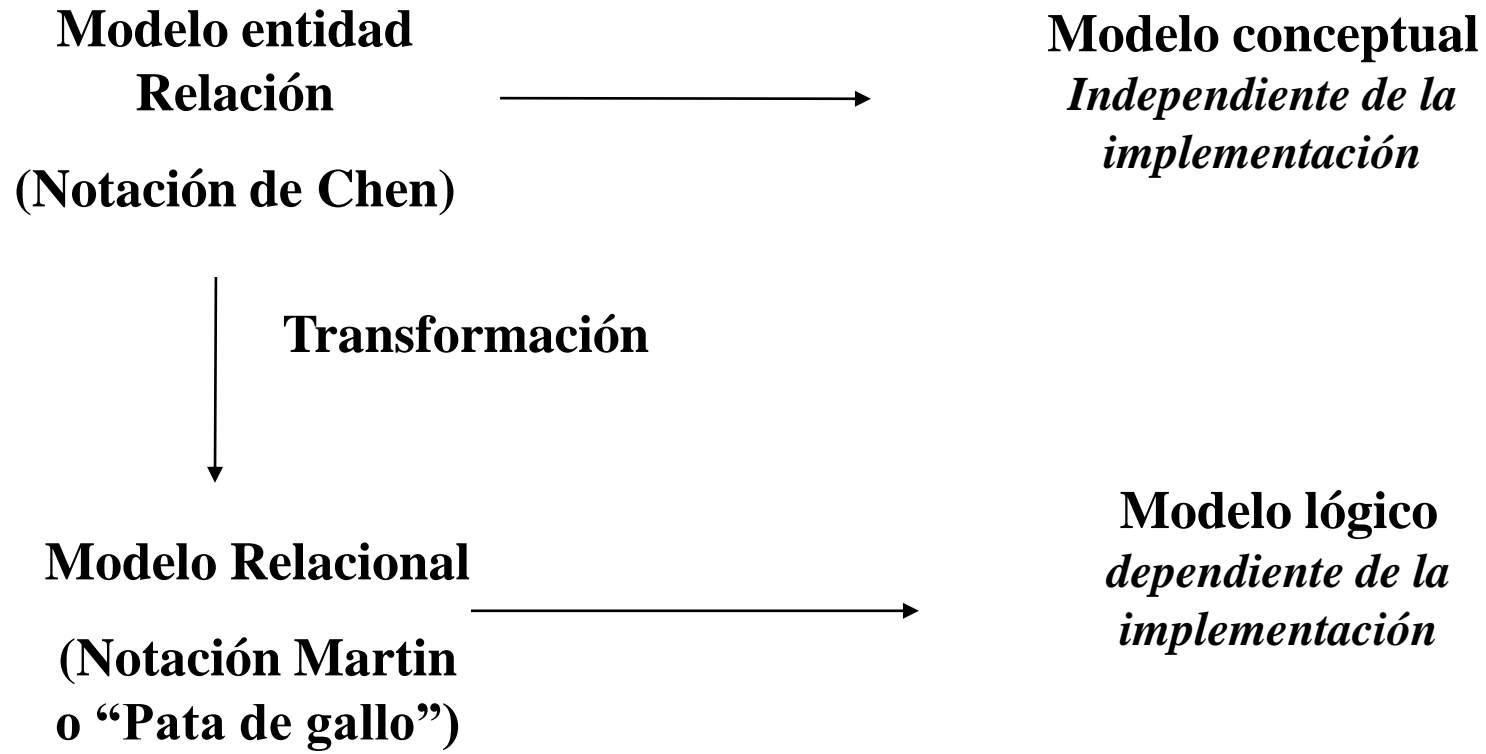 Modelo entidad
Relación
(Notación de Chen)
Modelo conceptual
Independiente de la
implementación
Transformación
Modelo Relacional
(Notación Martin
o “Pata de gallo”)
Modelo lógico
dependiente de la
implementación